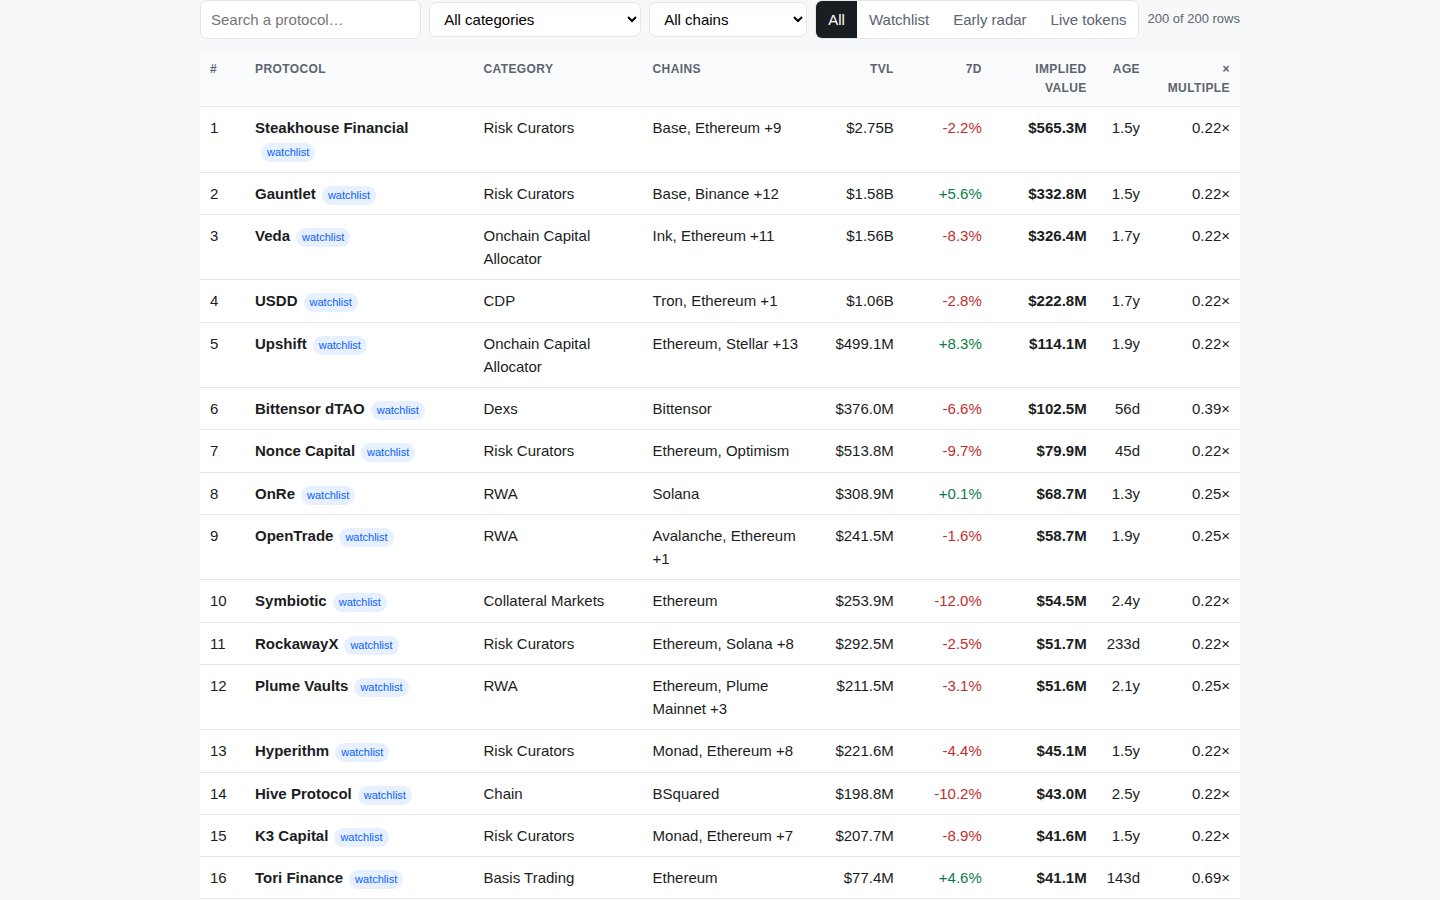 Search a protocol… All categories All chains All Watchlist Early radar Live tokens 200 of 200 rows
# PROTOCOL CATEGORY CHAINS TVL 7D IMPLIED VALUE AGE × MULTIPLE
1 Steakhouse Financial watchlist Risk Curators Base, Ethereum +9 $2.75B -2.2% $565.3M 1.5y 0.22×
2 Gauntlet watchlist Risk Curators Base, Binance +12 $1.58B +5.6% $332.8M 1.5y 0.22×
3 Veda watchlist Onchain Capital Allocator Ink, Ethereum +11 $1.56B -8.3% $326.4M 1.7y 0.22×
4 USDD watchlist CDP Tron, Ethereum +1 $1.06B -2.8% $222.8M 1.7y 0.22×
5 Upshift watchlist Onchain Capital Allocator Ethereum, Stellar +13 $499.1M +8.3% $114.1M 1.9y 0.22×
6 Bittensor dTAO watchlist Dexs Bittensor $376.0M -6.6% $102.5M 56d 0.39×
7 Nonce Capital watchlist Risk Curators Ethereum, Optimism $513.8M -9.7% $79.9M 45d 0.22×
8 OnRe watchlist RWA Solana $308.9M +0.1% $68.7M 1.3y 0.25×
9 OpenTrade watchlist RWA Avalanche, Ethereum +1 $241.5M -1.6% $58.7M 1.9y 0.25×
10 Symbiotic watchlist Collateral Markets Ethereum $253.9M -12.0% $54.5M 2.4y 0.22×
11 RockawayX watchlist Risk Curators Ethereum, Solana +8 $292.5M -2.5% $51.7M 233d 0.22×
12 Plume Vaults watchlist RWA Ethereum, Plume Mainnet +3 $211.5M -3.1% $51.6M 2.1y 0.25×
13 Hyperithm watchlist Risk Curators Monad, Ethereum +8 $221.6M -4.4% $45.1M 1.5y 0.22×
14 Hive Protocol watchlist Chain BSquared $198.8M -10.2% $43.0M 2.5y 0.22×
15 K3 Capital watchlist Risk Curators Monad, Ethereum +7 $207.7M -8.9% $41.6M 1.5y 0.22×
16 Tori Finance watchlist Basis Trading Ethereum $77.4M +4.6% $41.1M 143d 0.69×